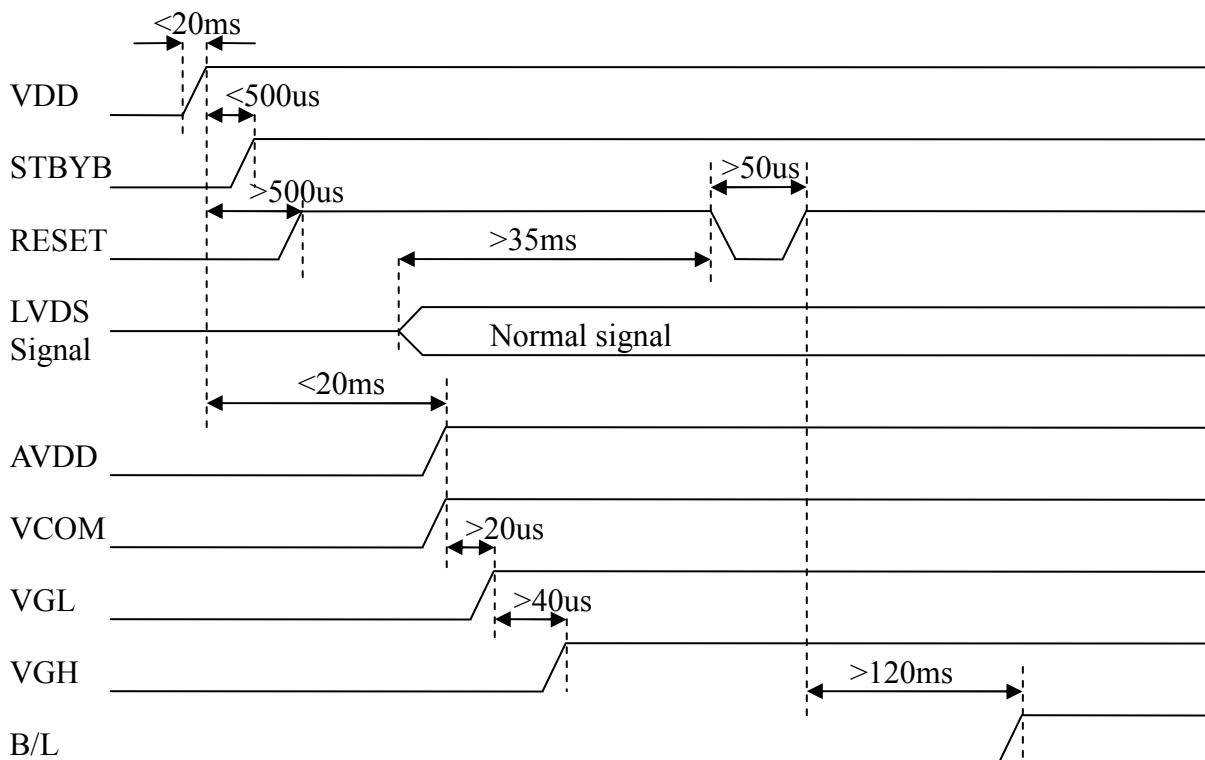 <20ms
VDD
<500us
STBYB
>50us
>500us
RESET
>35ms
LVDS
Signal
Normal signal
<20ms
AVDD
VCOM
>20us
VGL
>40us
VGH
>120ms
B/L